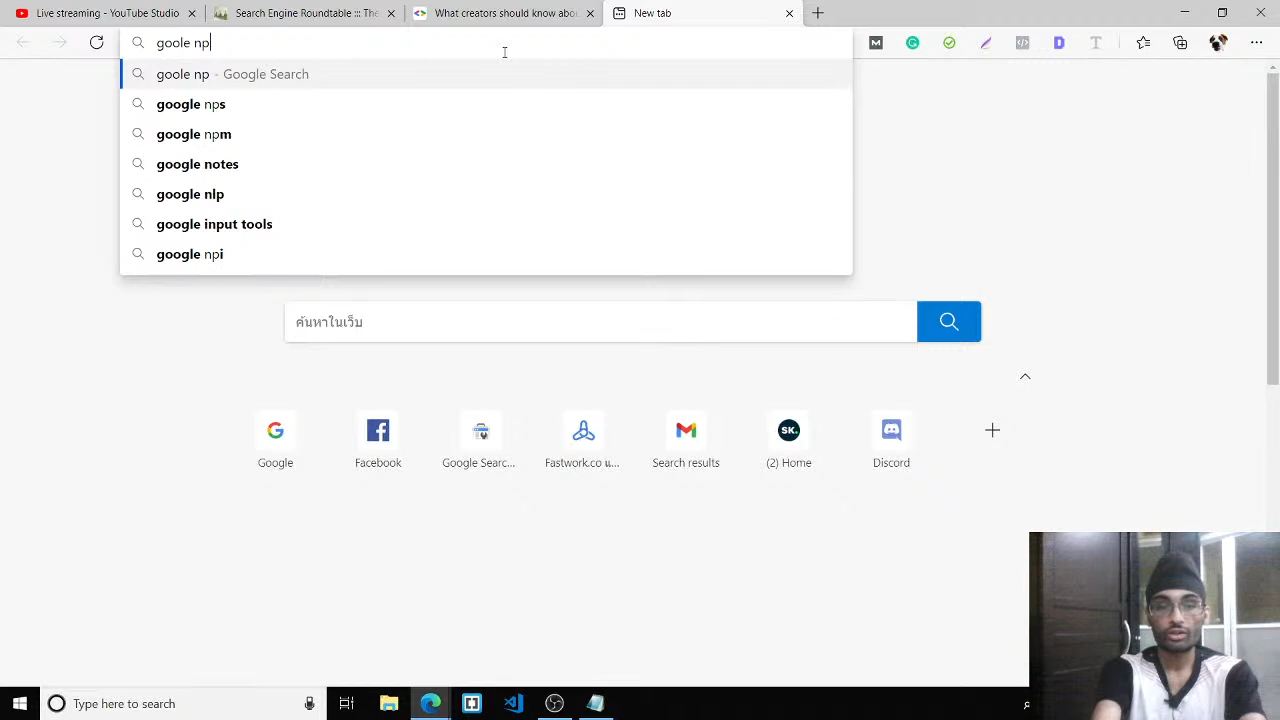 Live streaming - YouTube Studio
Search Engine Roundtable ::: The
What creators should know abou
New tab
goole np
goole np - Google Search
google nps
google npm
google notes
google nlp
google input tools
google npi
ค้นหาในเว็บ
Google
Facebook
Google Searc...
Fastwork.co แ...
Search results
(2) Home
Discord
SK.
Type here to search